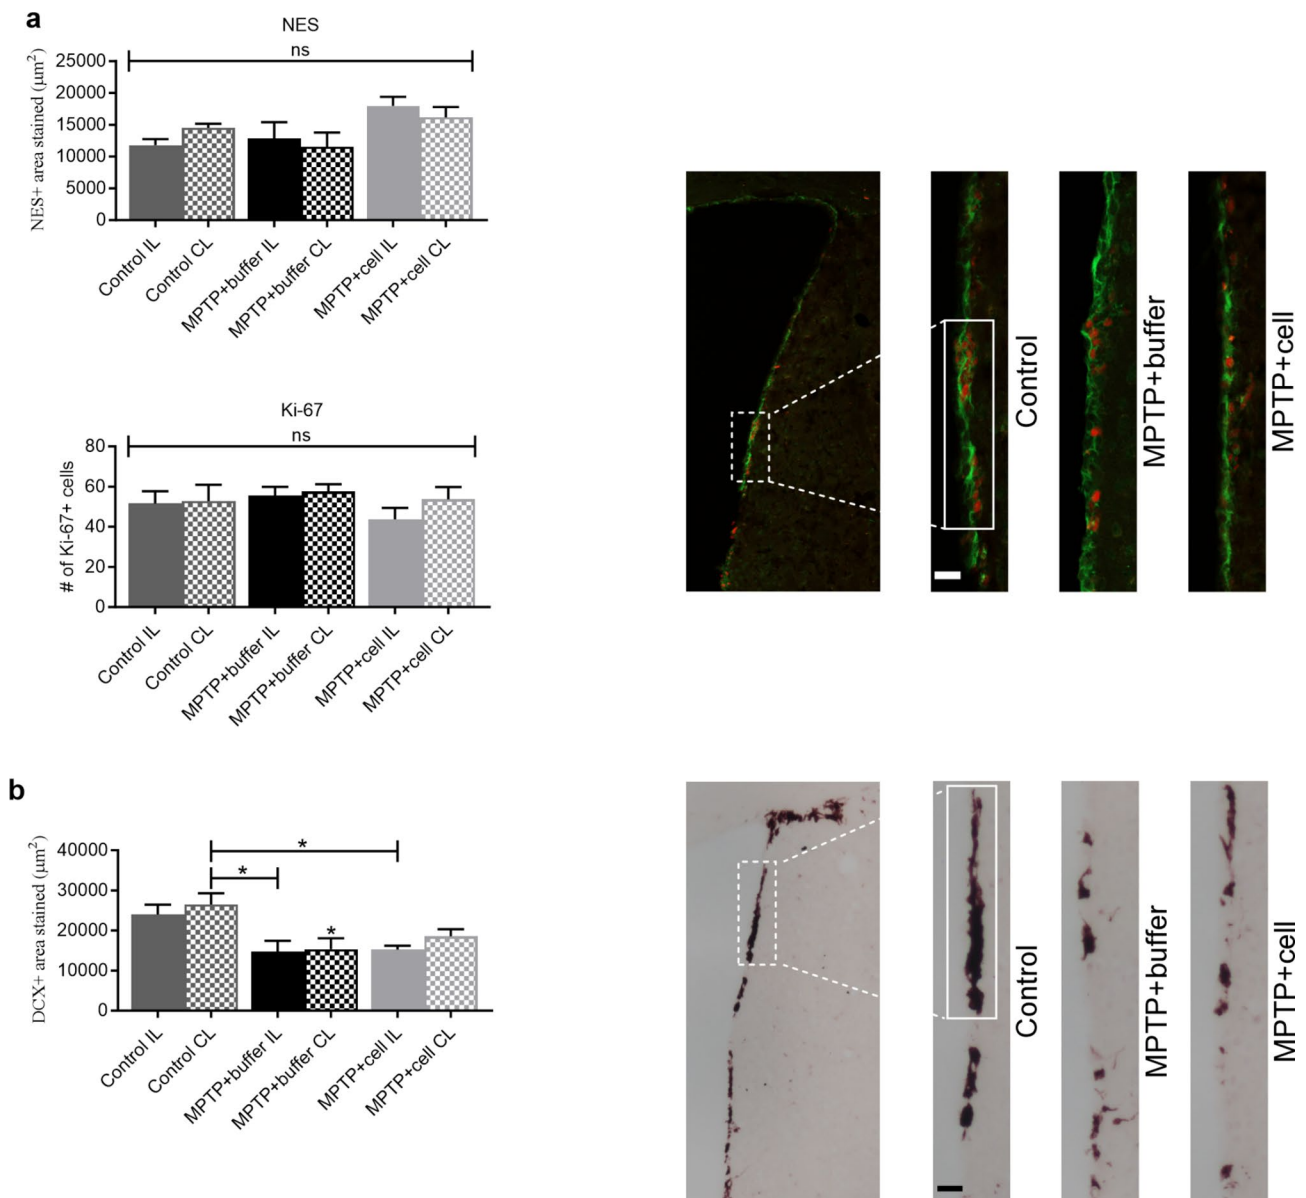 a
NES
ns
NES+ area stained (μm²)
25000
20000
15000
10000
5000
0
Control IL
Control CL
MPTP+buffer IL
MPTP+buffer CL
MPTP+cell IL
MPTP+cell CL
Control
MPTP+buffer
MPTP+cell
Ki-67
ns
# of Ki-67+ cells
80
60
40
20
0
Control IL
Control CL
MPTP+buffer IL
MPTP+buffer CL
MPTP+cell IL
MPTP+cell CL
b
DCX+ area stained (μm²)
40000
30000
20000
10000
0
*
*
*
Control IL
Control CL
MPTP+buffer IL
MPTP+buffer CL
MPTP+cell IL
MPTP+cell CL
Control
MPTP+buffer
MPTP+cell